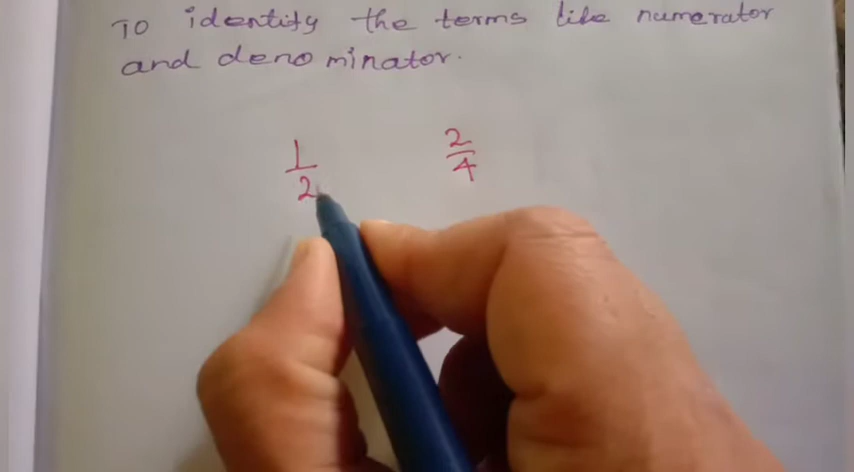 To identify the terms like numerator
and denominator.
1/2 2/4